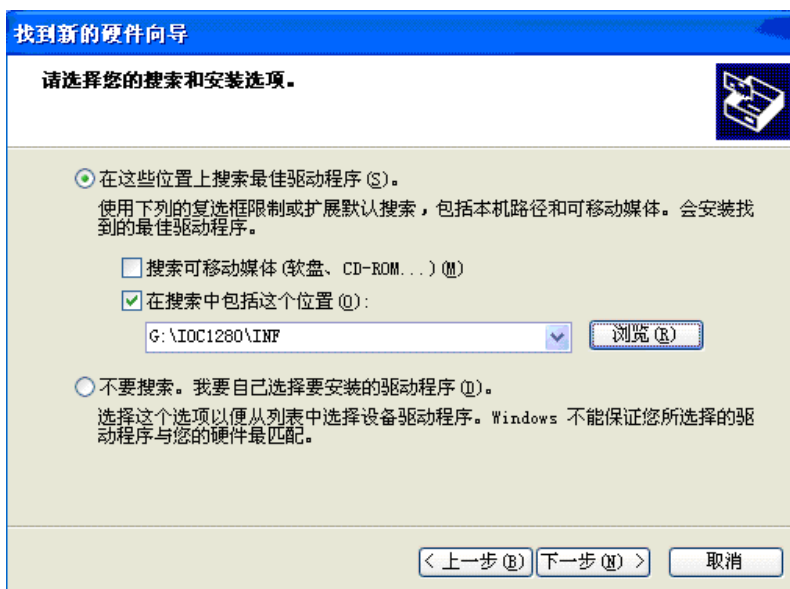 找到新的硬件向导
请选择您的搜索和安装选项。
在这些位置上搜索最佳驱动程序(S)。
使用下列的复选框限制或扩展默认搜索，包括本机路径和可移动媒体。会安装找
到的最佳驱动程序。
搜索可移动媒体(软盘、CD-ROM...)(M)
在搜索中包括这个位置(O):
G:\IOC1280\INF
浏览(R)
不要搜索。我要自己选择要安装的驱动程序(D)。
选择这个选项以便从列表中选择设备驱动程序。Windows 不能保证您所选择的驱
动程序与您的硬件最匹配。
< 上一步(B)
下一步(N) >
取消